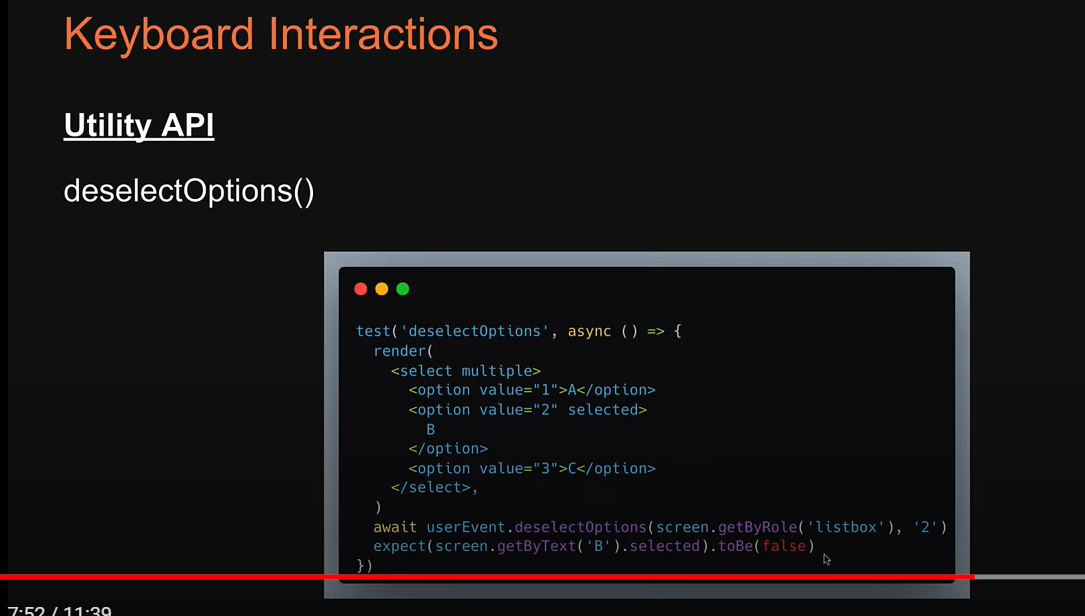 Keyboard Interactions
Utility API
deselectOptions()
test('deselectOptions', async () => {
  render(
    <select multiple>
      <option value="1">A</option>
      <option value="2" selected>
        B
      </option>
      <option value="3">C</option>
    </select>,
  )
  await userEvent.deselectOptions(screen.getByRole('listbox'), '2')
  expect(screen.getByText('B').selected).toBe(false)
})
7:52 / 11:39